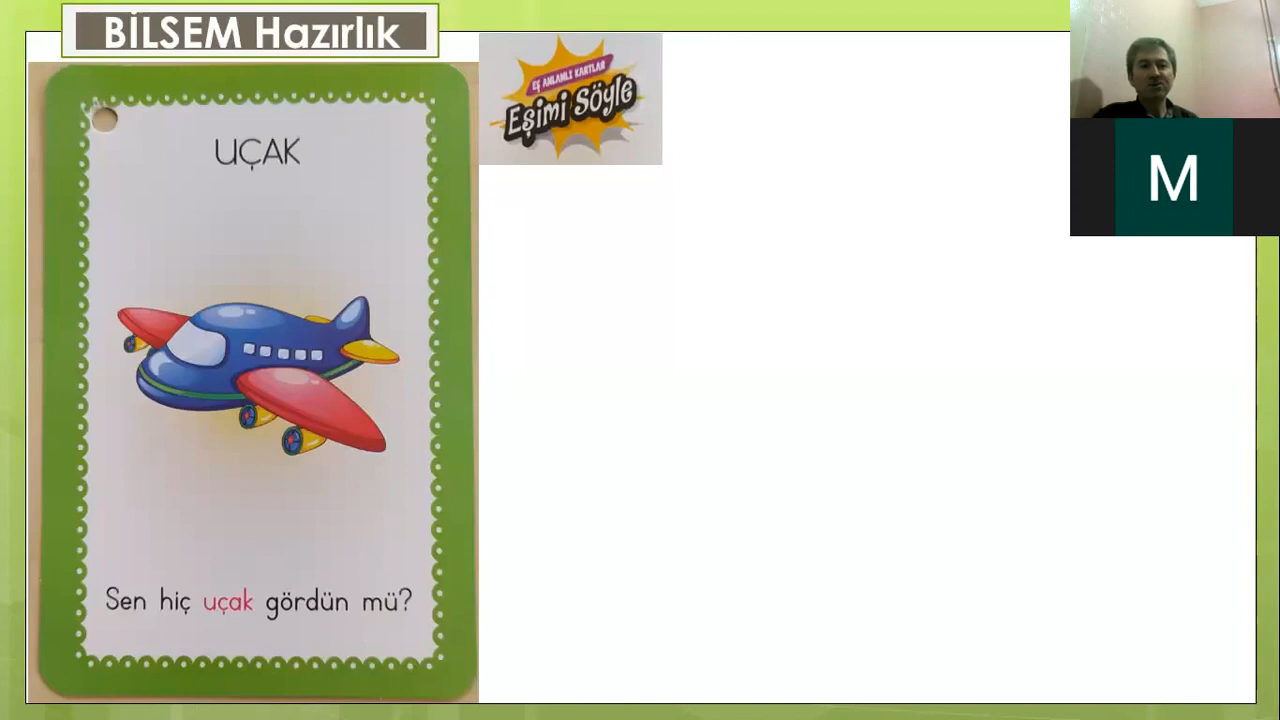 BİLSEM Hazırlık
EŞ ANLAMLI KARTLAR
Eşimi Söyle
UÇAK
Sen hiç uçak gördün mü?
M